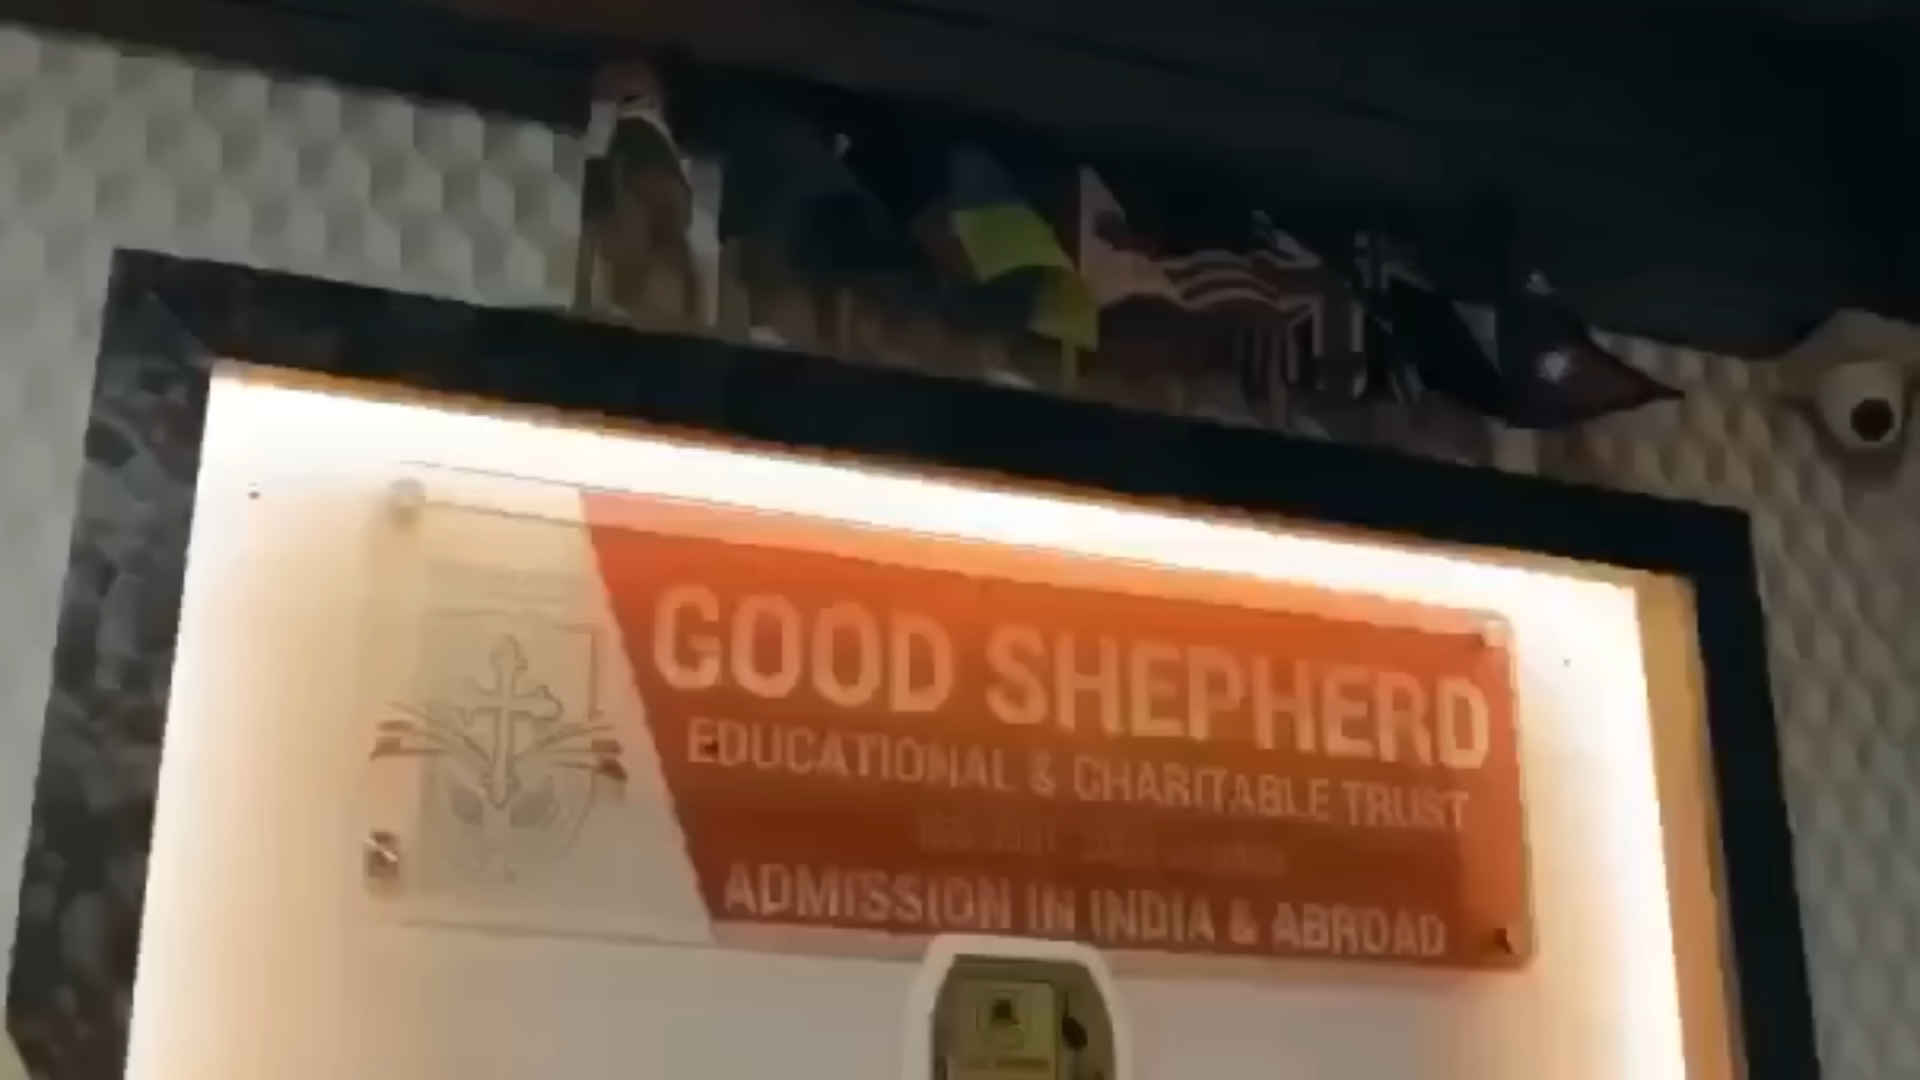 GOOD SHEPHERD
EDUCATIONAL & CHARITABLE TRUST
ADMISSION IN INDIA & ABROAD